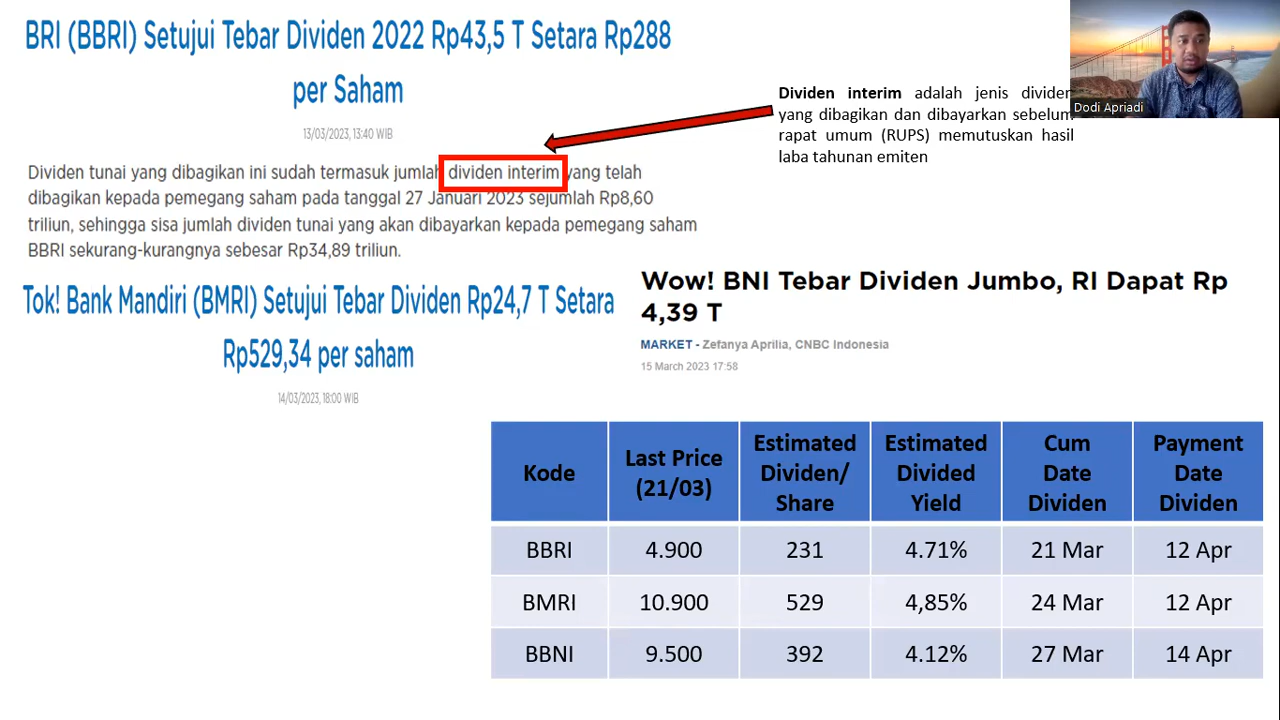 BRI (BBRI) Setujui Tebar Dividen 2022 Rp43,5 T Setara Rp288
per Saham
13/03/2023, 13:40 WIB
Dividen tunai yang dibagikan ini sudah termasuk jumlah dividen interim yang telah
dibagikan kepada pemegang saham pada tanggal 27 Januari 2023 sejumlah Rp8,60
triliun, sehingga sisa jumlah dividen tunai yang akan dibayarkan kepada pemegang saham
BBRI sekurang-kurangnya sebesar Rp34,89 triliun.
Dividen interim adalah jenis dividen
yang dibagikan dan dibayarkan sebelum
rapat umum (RUPS) memutuskan hasil
laba tahunan emiten
Dodi Apriadi
Tok! Bank Mandiri (BMRI) Setujui Tebar Dividen Rp24,7 T Setara
Rp529,34 per saham
14/03/2023, 18:00 WIB
Wow! BNI Tebar Dividen Jumbo, RI Dapat Rp
4,39 T
MARKET - Zefanya Aprilia, CNBC Indonesia
15 March 2023 17:58
Kode Last Price (21/03) Estimated Dividen/ Share Estimated Divided Yield Cum Date Dividen Payment Date Dividen
BBRI 4.900 231 4.71% 21 Mar 12 Apr
BMRI 10.900 529 4,85% 24 Mar 12 Apr
BBNI 9.500 392 4.12% 27 Mar 14 Apr